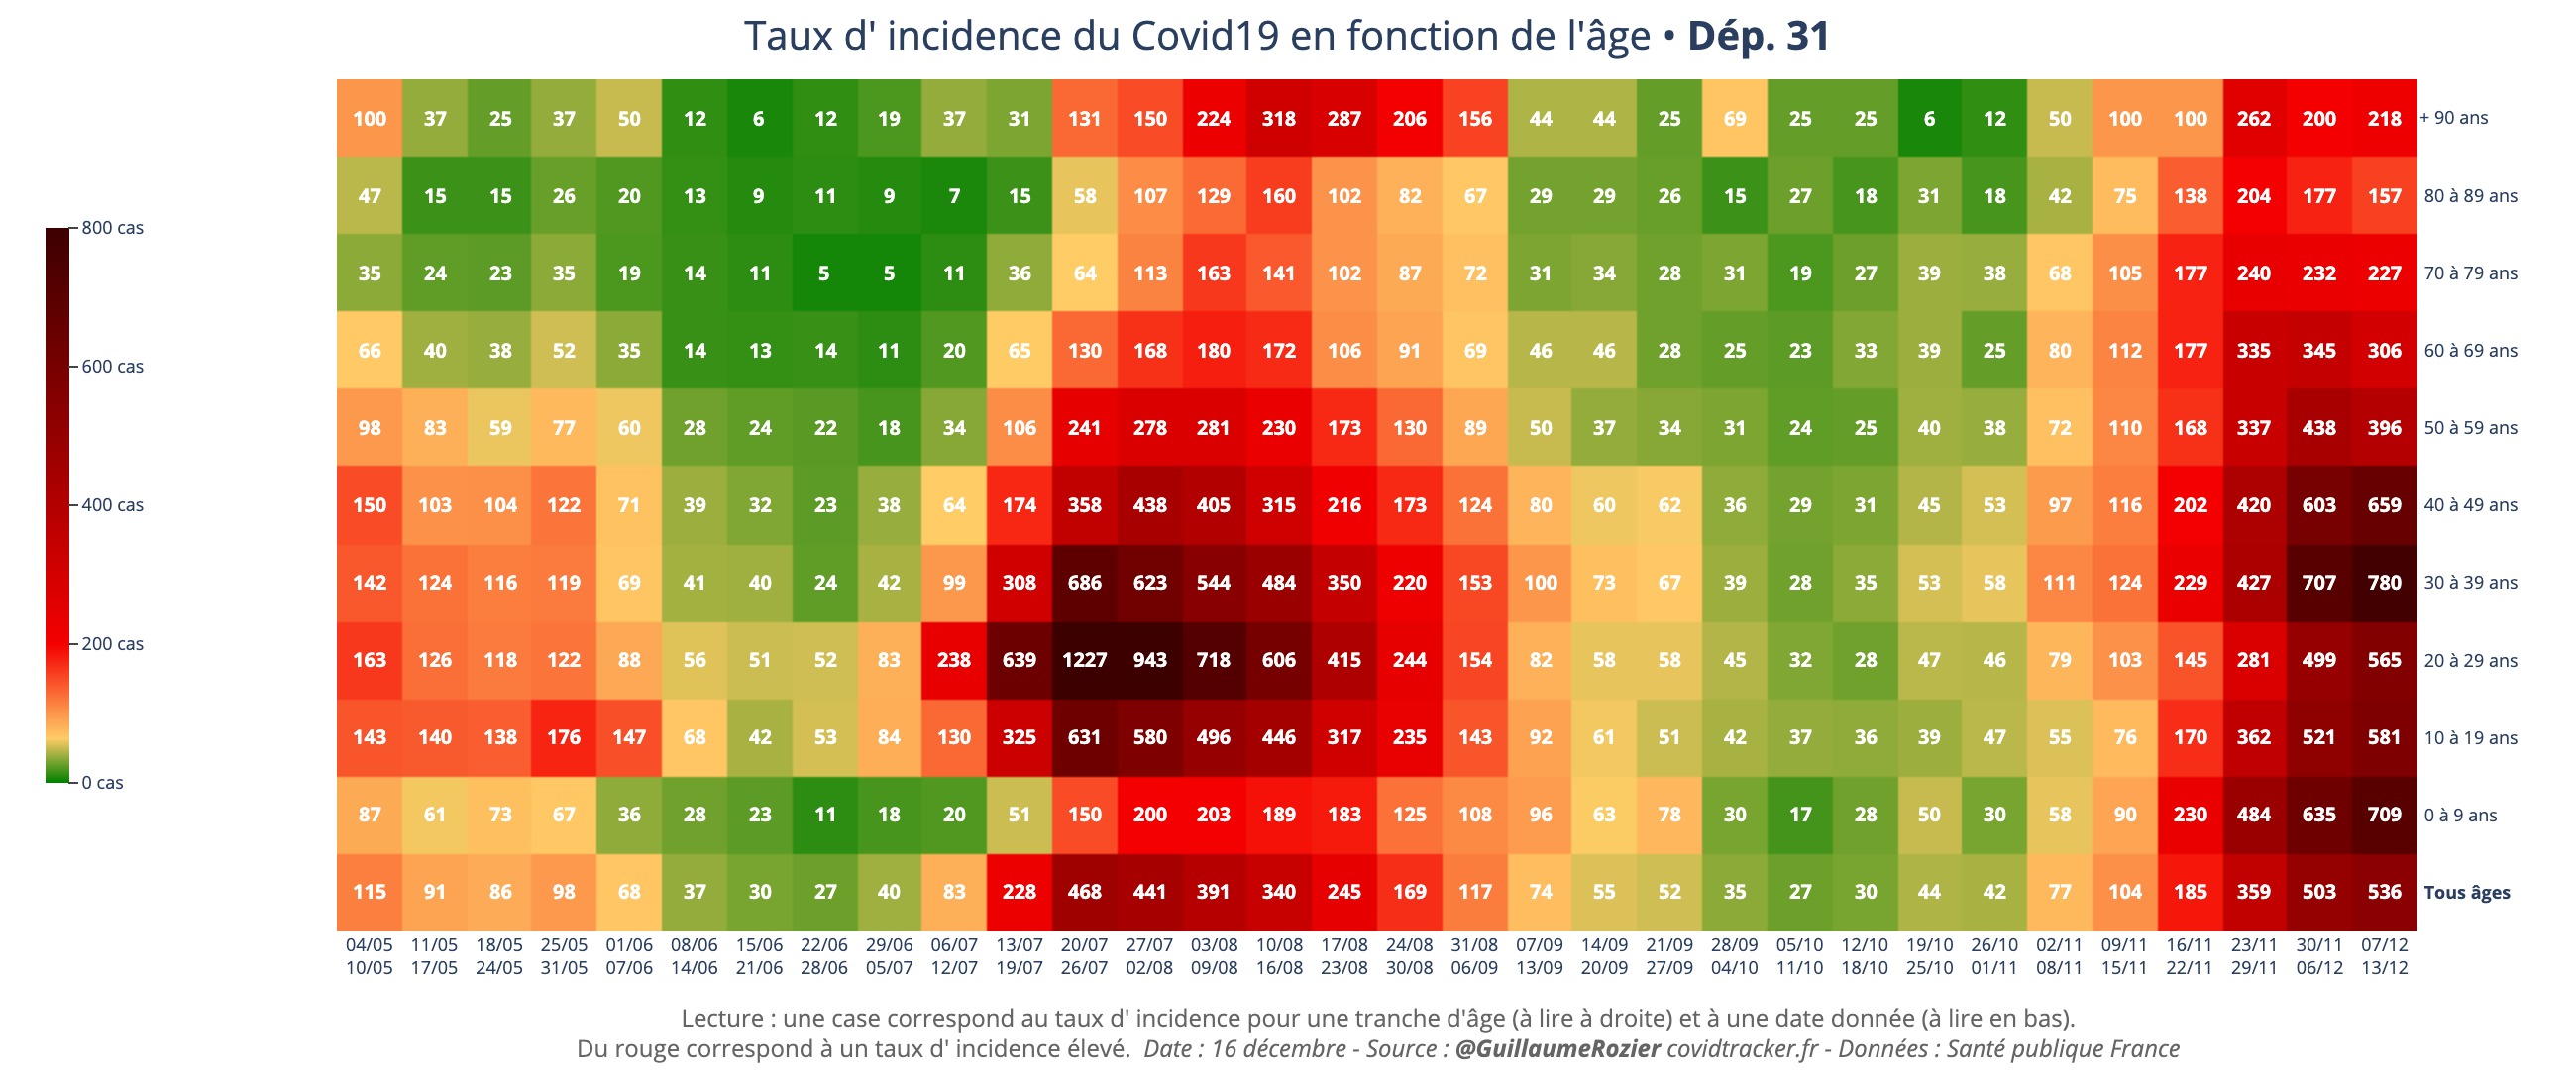 Taux d' incidence du Covid19 en fonction de l'âge • Dép. 31
800 cas
600 cas
400 cas
200 cas
0 cas
100 37 25 37 50 12 6 12 19 37 31 131 150 224 318 287 206 156 44 44 25 69 25 25 6 12 50 100 100 262 200 218 + 90 ans
47 15 15 26 20 13 9 11 9 7 15 58 107 129 160 102 82 67 29 29 26 15 27 18 31 18 42 75 138 204 177 157 80 à 89 ans
35 24 23 35 19 14 11 5 5 11 36 64 113 163 141 102 87 72 31 34 28 31 19 27 39 38 68 105 177 240 232 227 70 à 79 ans
66 40 38 52 35 14 13 14 11 20 65 130 168 180 172 106 91 69 46 46 28 25 23 33 39 25 80 112 177 335 345 306 60 à 69 ans
98 83 59 77 60 28 24 22 18 34 106 241 278 281 230 173 130 89 50 37 34 31 24 25 40 38 72 110 168 337 438 396 50 à 59 ans
150 103 104 122 71 39 32 23 38 64 174 358 438 405 315 216 173 124 80 60 62 36 29 31 45 53 97 116 202 420 603 659 40 à 49 ans
142 124 116 119 69 41 40 24 42 99 308 686 623 544 484 350 220 153 100 73 67 39 28 35 53 58 111 124 229 427 707 780 30 à 39 ans
163 126 118 122 88 56 51 52 83 238 639 1227 943 718 606 415 244 154 82 58 58 45 32 28 47 46 79 103 145 281 499 565 20 à 29 ans
143 140 138 176 147 68 42 53 84 130 325 631 580 496 446 317 235 143 92 61 51 42 37 36 39 47 55 76 170 362 521 581 10 à 19 ans
87 61 73 67 36 28 23 11 18 20 51 150 200 203 189 183 125 108 96 63 78 30 17 28 50 30 58 90 230 484 635 709 0 à 9 ans
115 91 86 98 68 37 30 27 40 83 228 468 441 391 340 245 169 117 74 55 52 35 27 30 44 42 77 104 185 359 503 536 Tous âges
04/05 11/05 18/05 25/05 01/06 08/06 15/06 22/06 29/06 06/07 13/07 20/07 27/07 03/08 10/08 17/08 24/08 31/08 07/09 14/09 21/09 28/09 05/10 12/10 19/10 26/10 02/11 09/11 16/11 23/11 30/11 07/12
10/05 17/05 24/05 31/05 07/06 14/06 21/06 28/06 05/07 12/07 19/07 26/07 02/08 09/08 16/08 23/08 30/08 06/09 13/09 20/09 27/09 04/10 11/10 18/10 25/10 01/11 08/11 15/11 22/11 29/11 06/12 13/12
Lecture : une case correspond au taux d' incidence pour une tranche d'âge (à lire à droite) et à une date donnée (à lire en bas).
Du rouge correspond à un taux d' incidence élevé. Date : 16 décembre - Source : @GuillaumeRozier covidtracker.fr - Données : Santé publique France